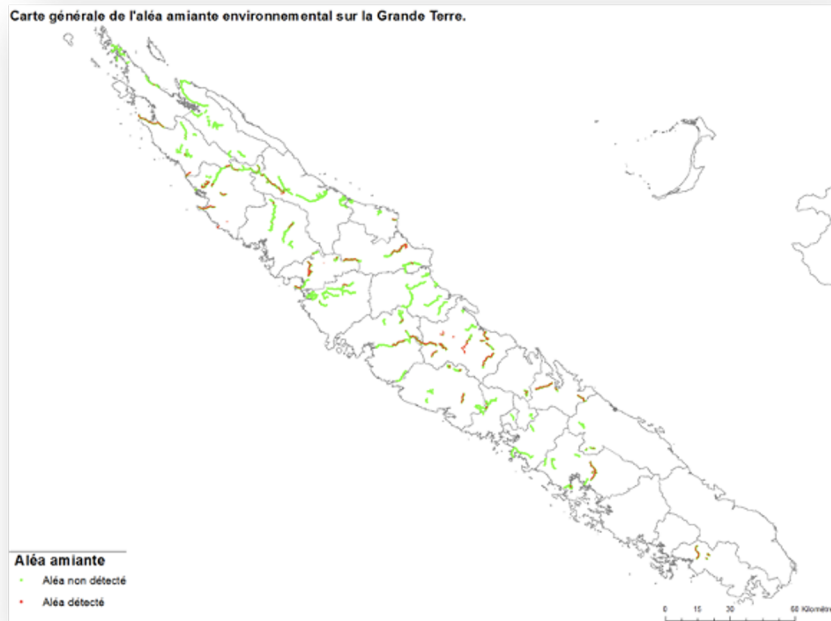 Carte générale de l'aléa amiante environnemental sur la Grande Terre.
Aléa amiante
Aléa non détecté
Aléa détecté
0 15 30 60 Kilomètre